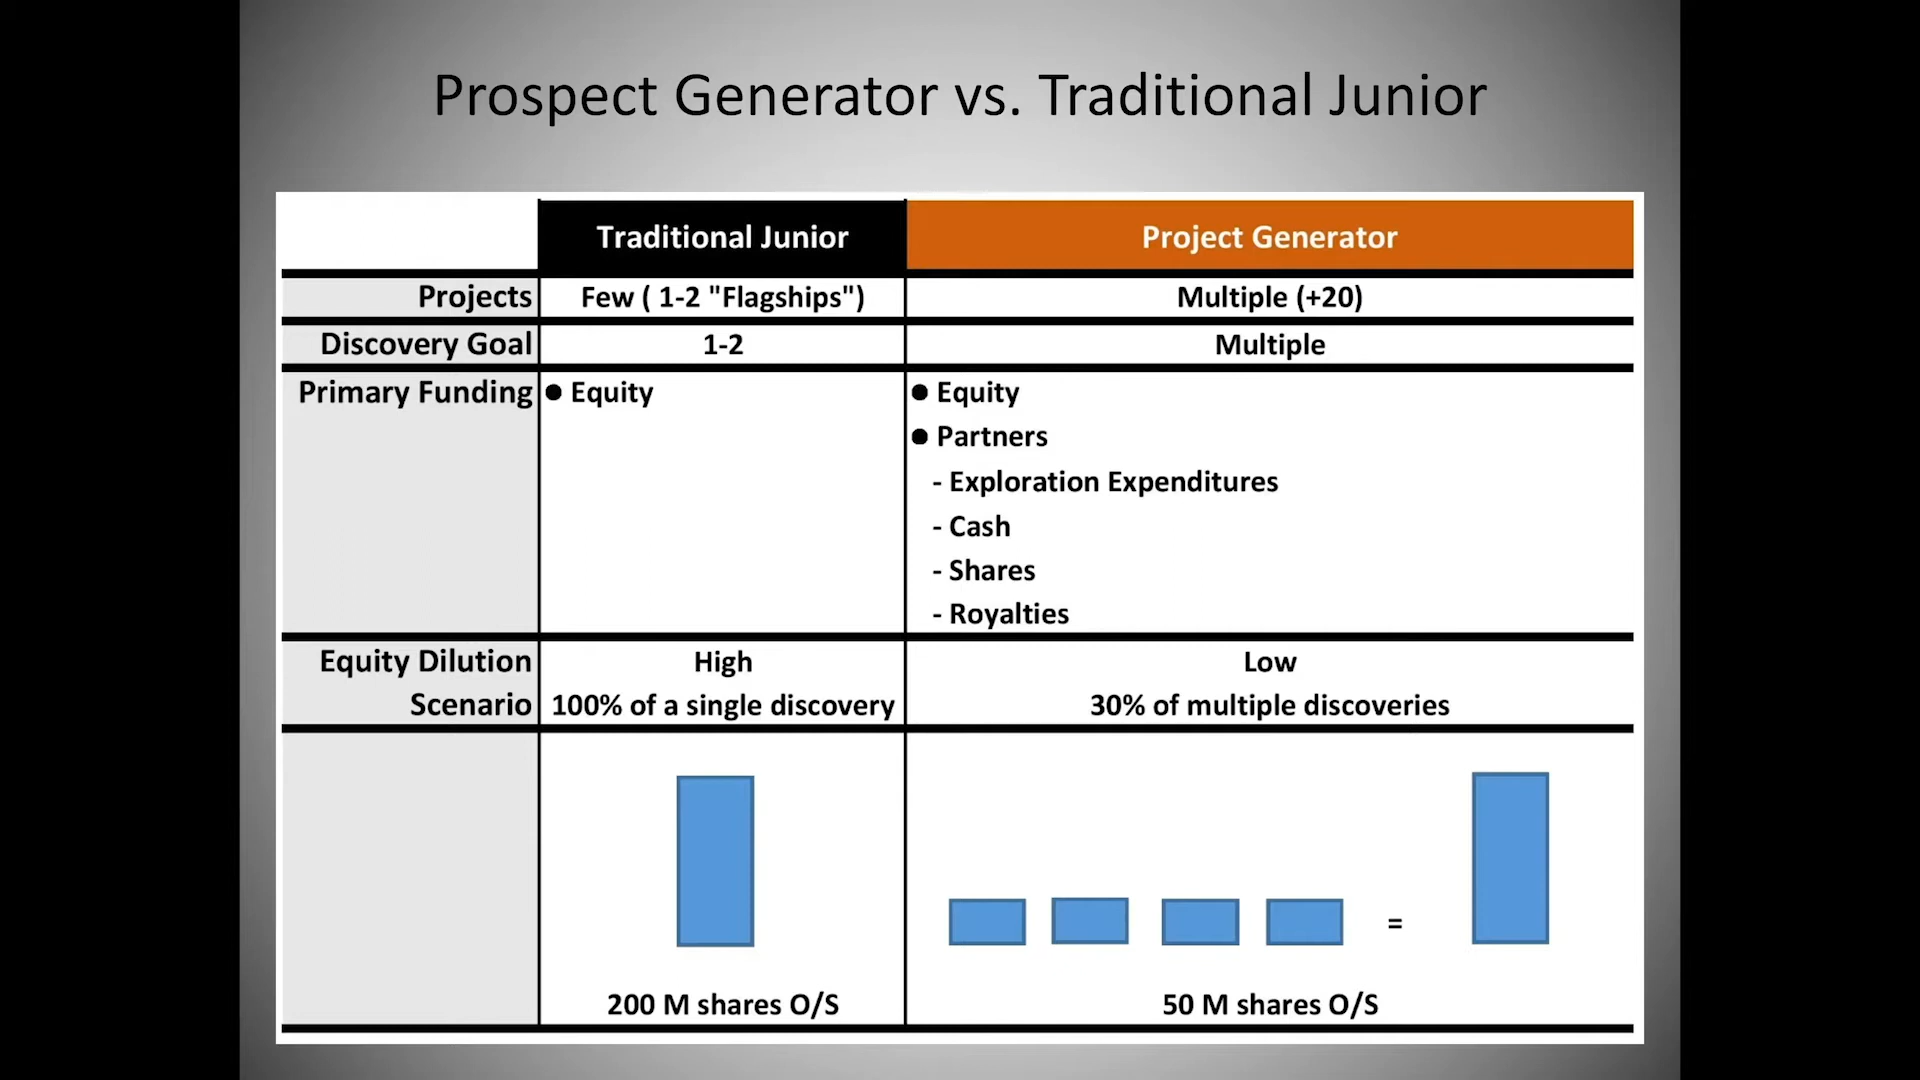 Prospect Generator vs. Traditional Junior
Traditional Junior Project Generator
Projects Few ( 1-2 "Flagships") Multiple (+20)
Discovery Goal 1-2 Multiple
Primary Funding ● Equity ● Equity
● Partners
- Exploration Expenditures
- Cash
- Shares
- Royalties
Equity Dilution High Low
Scenario 100% of a single discovery 30% of multiple discoveries
=
200 M shares O/S 50 M shares O/S